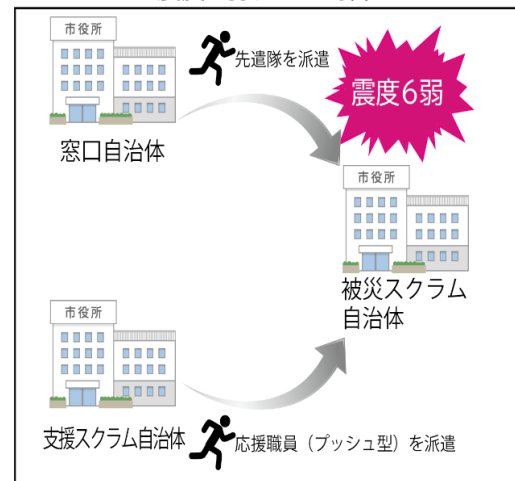 市役所
先遣隊を派遣
震度6弱
窓口自治体
市役所
被災スクラム
自治体
市役所
支援スクラム自治体
応援職員（プッシュ型）を派遣